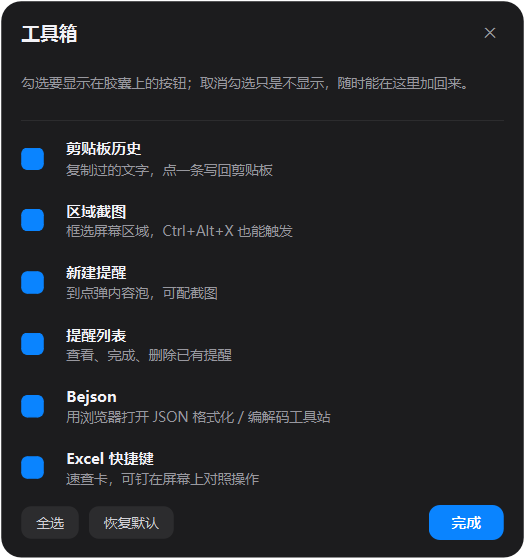 工具箱
勾选要显示在胶囊上的按钮；取消勾选只是不显示，随时能在这里加回来。
剪贴板历史
复制过的文字，点一条写回剪贴板
区域截图
框选屏幕区域，Ctrl+Alt+X 也能触发
新建提醒
到点弹内容泡，可配截图
提醒列表
查看、完成、删除已有提醒
Bejson
用浏览器打开 JSON 格式化 / 编解码工具站
Excel 快捷键
速查卡，可钉在屏幕上对照操作
全选 恢复默认 完成